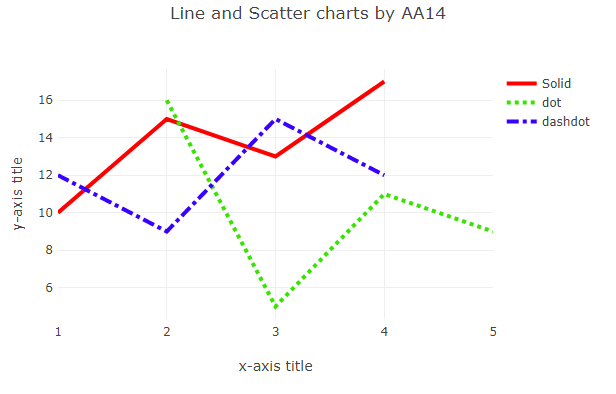 Line and Scatter charts by AA14
Solid
dot
dashdot
y-axis title
16
14
12
10
8
6
1 2 3 4 5
x-axis title